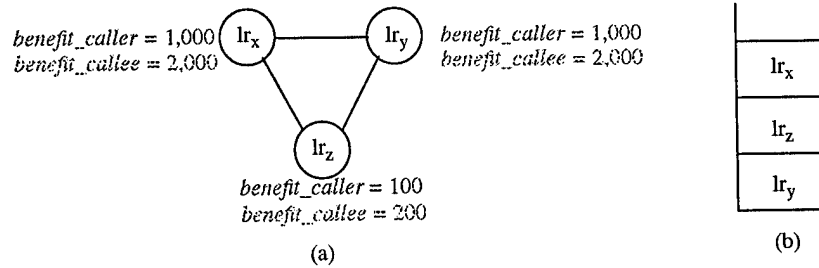 benefit_caller = 1,000
benefit_callee = 2,000
lr_x
lr_y
benefit_caller = 1,000
benefit_callee = 2,000
lr_z
benefit_caller = 100
benefit_callee = 200
(a)
lr_x
lr_z
lr_y
(b)